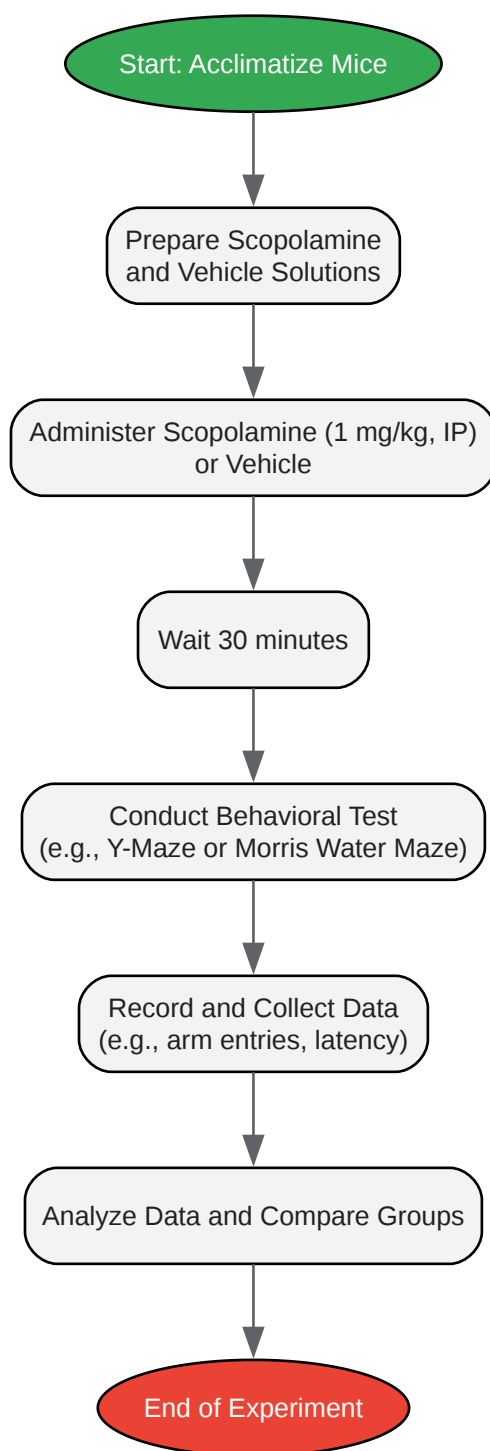 Start: Acclimatize Mice
Prepare Scopolamine
and Vehicle Solutions
Administer Scopolamine (1 mg/kg, IP)
or Vehicle
Wait 30 minutes
Conduct Behavioral Test
(e.g., Y-Maze or Morris Water Maze)
Record and Collect Data
(e.g., arm entries, latency)
Analyze Data and Compare Groups
End of Experiment